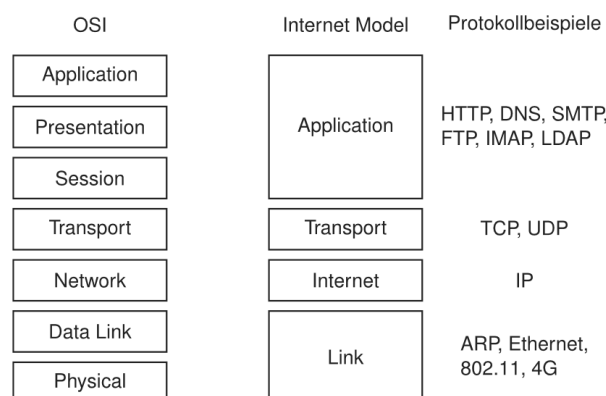 OSI
Internet Model
Protokollbeispiele
Application
Presentation
Session
Application
HTTP, DNS, SMTP,
FTP, IMAP, LDAP
Transport
Transport
TCP, UDP
Network
Internet
IP
Data Link
Physical
Link
ARP, Ethernet,
802.11, 4G